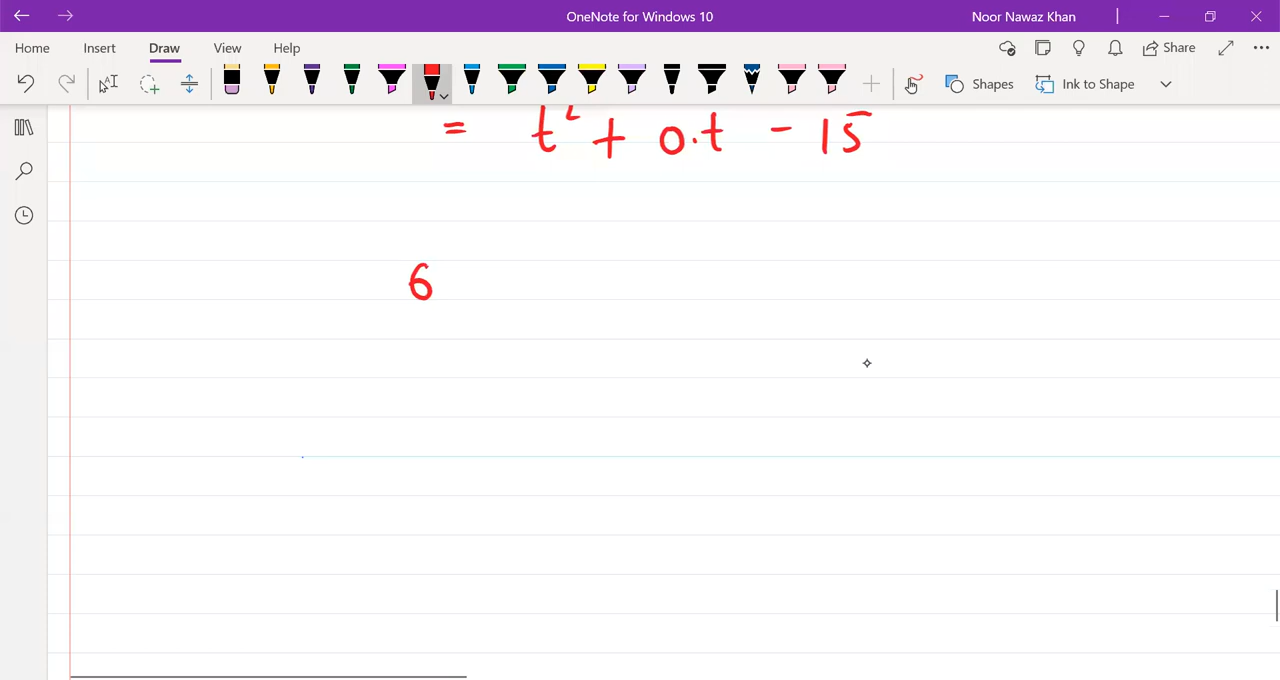 OneNote for Windows 10
Noor Nawaz Khan
Home Insert Draw View Help
Share
Shapes Ink to Shape
= t² + 0.t - 15
6